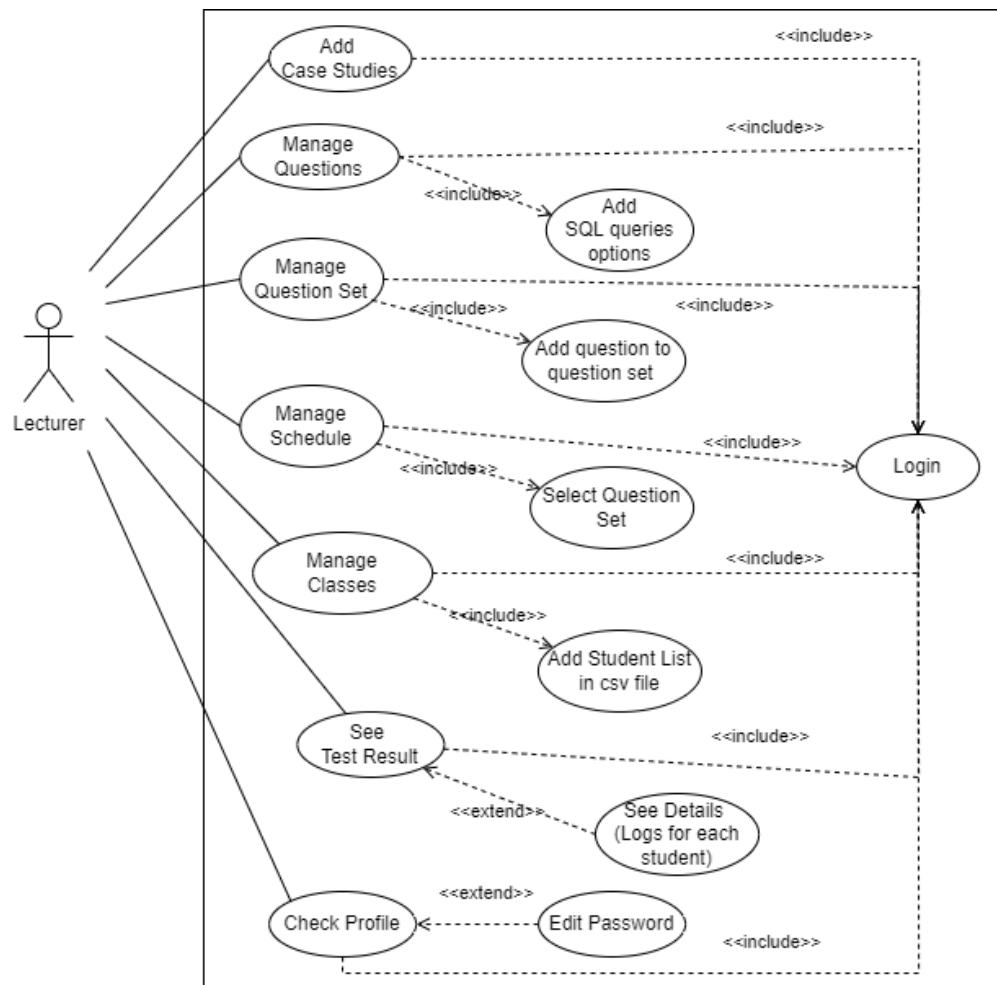 Add
Case Studies
<<include>>
Manage
Questions
<<include>>
<<include>>
Add
SQL queries
options
Manage
Question Set
<<include>>
<<include>>
Add question to
question set
Lecturer
Manage
Schedule
<<include>>
<<include>>
Login
Select Question
Set
Manage
Classes
<<include>>
<<include>>
Add Student List
in csv file
See
Test Result
<<include>>
<<extend>>
See Details
(Logs for each
student)
<<extend>>
Check Profile
Edit Password
<<include>>